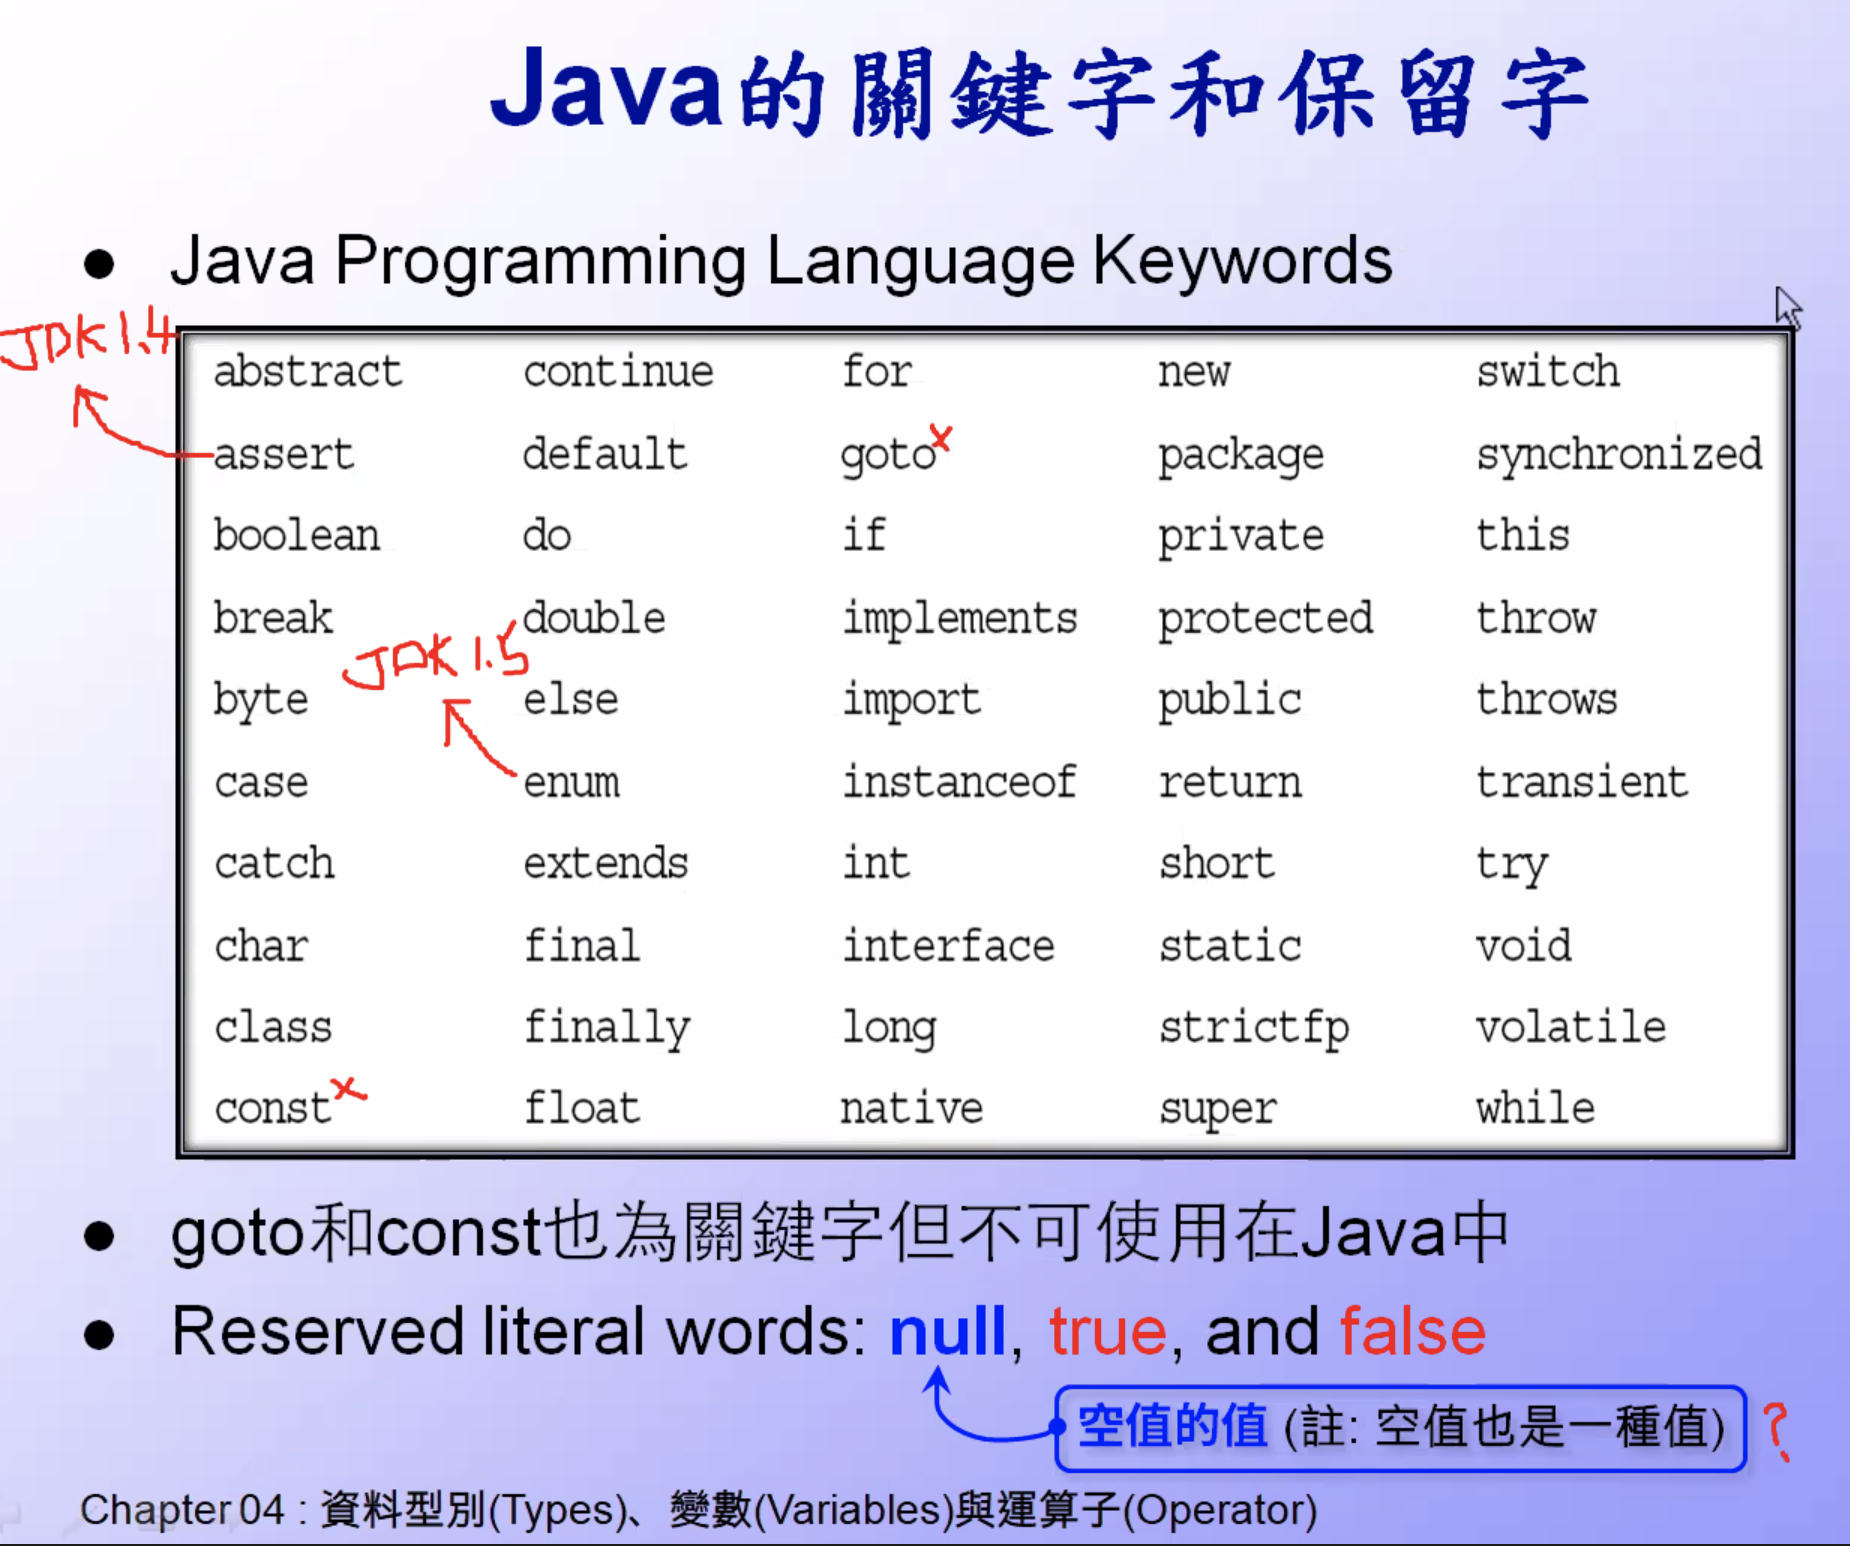 Java的關鍵字和保留字
● Java Programming Language Keywords
JDK1.4
abstract continue for new switch
assert default goto x package synchronized
boolean do if private this
break double implements protected throw
JDK1.5
byte else import public throws
case enum instanceof return transient
catch extends int short try
char final interface static void
class finally long strictfp volatile
const x float native super while
● goto和const也為關鍵字但不可使用在Java中
● Reserved literal words: null, true, and false
空值的值 (註: 空值也是一種值) ?
Chapter 04 : 資料型別(Types)、變數(Variables)與運算子(Operator)